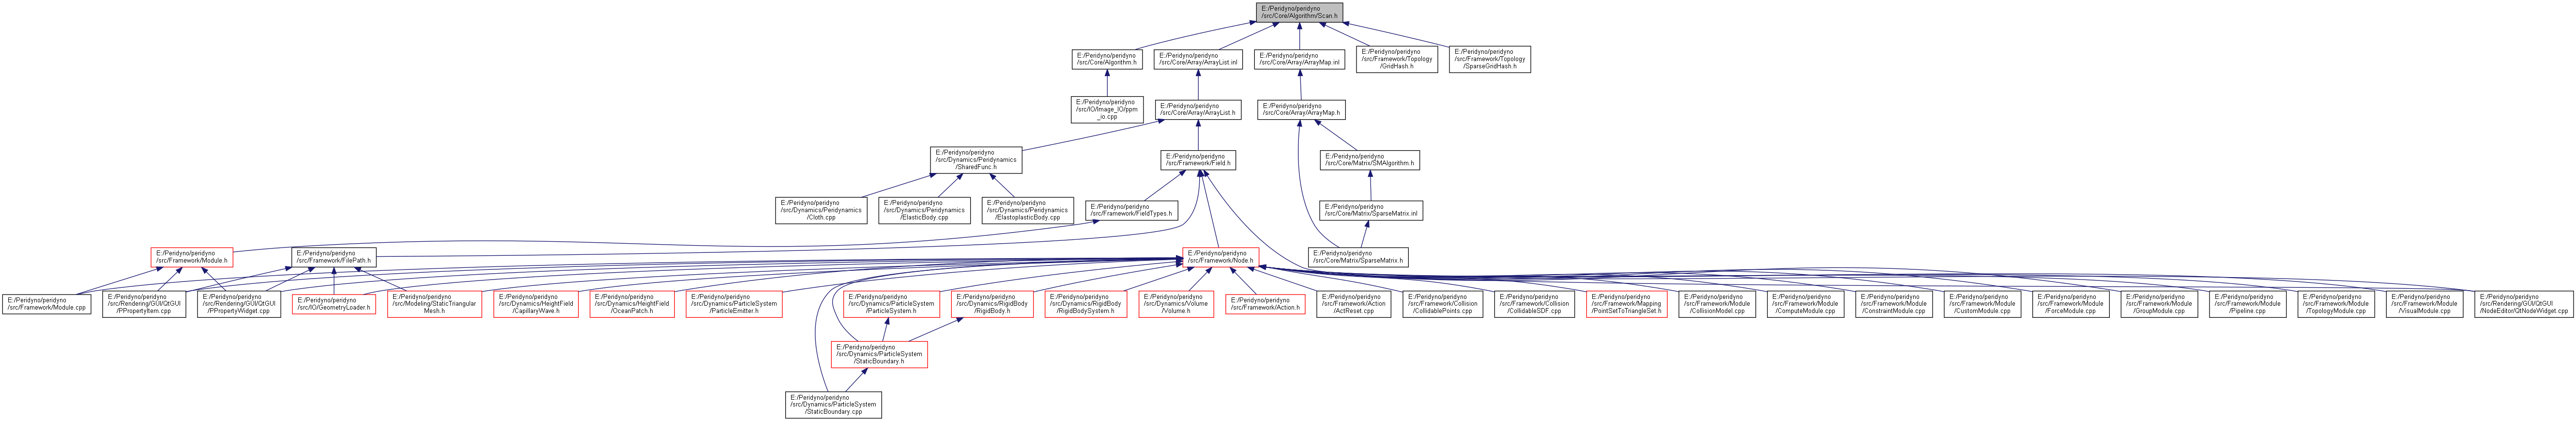 E:/Peridyno/peridyno
/src/Core/Algorithm/Scan.h
E:/Peridyno/peridyno
/src/Core/Algorithm.h
E:/Peridyno/peridyno
/src/Core/Array/ArrayList.inl
E:/Peridyno/peridyno
/src/Core/Array/ArrayMap.inl
E:/Peridyno/peridyno
/src/Framework/Topology
/GridHash.h
E:/Peridyno/peridyno
/src/Framework/Topology
/SparseGridHash.h
E:/Peridyno/peridyno
/src/IO/Image_IO/ppm
_io.cpp
E:/Peridyno/peridyno
/src/Core/Array/ArrayList.h
E:/Peridyno/peridyno
/src/Core/Array/ArrayMap.h
E:/Peridyno/peridyno
/src/Dynamics/Peridynamics
/SharedFunc.h
E:/Peridyno/peridyno
/src/Framework/Field.h
E:/Peridyno/peridyno
/src/Core/Matrix/SMAlgorithm.h
E:/Peridyno/peridyno
/src/Dynamics/Peridynamics
/Cloth.cpp
E:/Peridyno/peridyno
/src/Dynamics/Peridynamics
/ElasticBody.cpp
E:/Peridyno/peridyno
/src/Dynamics/Peridynamics
/ElastoplasticBody.cpp
E:/Peridyno/peridyno
/src/Framework/FieldTypes.h
E:/Peridyno/peridyno
/src/Core/Matrix/SparseMatrix.inl
E:/Peridyno/peridyno
/src/Framework/Module.h
E:/Peridyno/peridyno
/src/Framework/FilePath.h
E:/Peridyno/peridyno
/src/Framework/Node.h
E:/Peridyno/peridyno
/src/Core/Matrix/SparseMatrix.h
E:/Peridyno/peridyno
/src/Framework/Module.cpp
E:/Peridyno/peridyno
/src/Rendering/GUI/QtGUI
/PPropertyItem.cpp
E:/Peridyno/peridyno
/src/Rendering/GUI/QtGUI
/PPropertyWidget.cpp
E:/Peridyno/peridyno
/src/IO/GeometryLoader.h
E:/Peridyno/peridyno
/src/Modeling/StaticTriangular
Mesh.h
E:/Peridyno/peridyno
/src/Dynamics/HeightField
/CapillaryWave.h
E:/Peridyno/peridyno
/src/Dynamics/HeightField
/OceanPatch.h
E:/Peridyno/peridyno
/src/Dynamics/ParticleSystem
/ParticleEmitter.h
E:/Peridyno/peridyno
/src/Dynamics/ParticleSystem
/ParticleSystem.h
E:/Peridyno/peridyno
/src/Dynamics/RigidBody
/RigidBody.h
E:/Peridyno/peridyno
/src/Dynamics/RigidBody
/RigidBodySystem.h
E:/Peridyno/peridyno
/src/Dynamics/Volume
/Volume.h
E:/Peridyno/peridyno
/src/Framework/Action.h
E:/Peridyno/peridyno
/src/Framework/Action
/ActReset.cpp
E:/Peridyno/peridyno
/src/Framework/Collision
/CollidablePoints.cpp
E:/Peridyno/peridyno
/src/Framework/Collision
/CollidableSDF.cpp
E:/Peridyno/peridyno
/src/Framework/Mapping
/PointSetToTriangleSet.h
E:/Peridyno/peridyno
/src/Framework/Module
/CollisionModel.cpp
E:/Peridyno/peridyno
/src/Framework/Module
/ComputeModule.cpp
E:/Peridyno/peridyno
/src/Framework/Module
/ConstraintModule.cpp
E:/Peridyno/peridyno
/src/Framework/Module
/CustomModule.cpp
E:/Peridyno/peridyno
/src/Framework/Module
/ForceModule.cpp
E:/Peridyno/peridyno
/src/Framework/Module
/GroupModule.cpp
E:/Peridyno/peridyno
/src/Framework/Module
/Pipeline.cpp
E:/Peridyno/peridyno
/src/Framework/Module
/TopologyModule.cpp
E:/Peridyno/peridyno
/src/Framework/Module
/VisualModule.cpp
E:/Peridyno/peridyno
/src/Rendering/GUI/QtGUI
/NodeEditor/QtNodeWidget.cpp
E:/Peridyno/peridyno
/src/Dynamics/ParticleSystem
/StaticBoundary.h
E:/Peridyno/peridyno
/src/Dynamics/ParticleSystem
/StaticBoundary.cpp